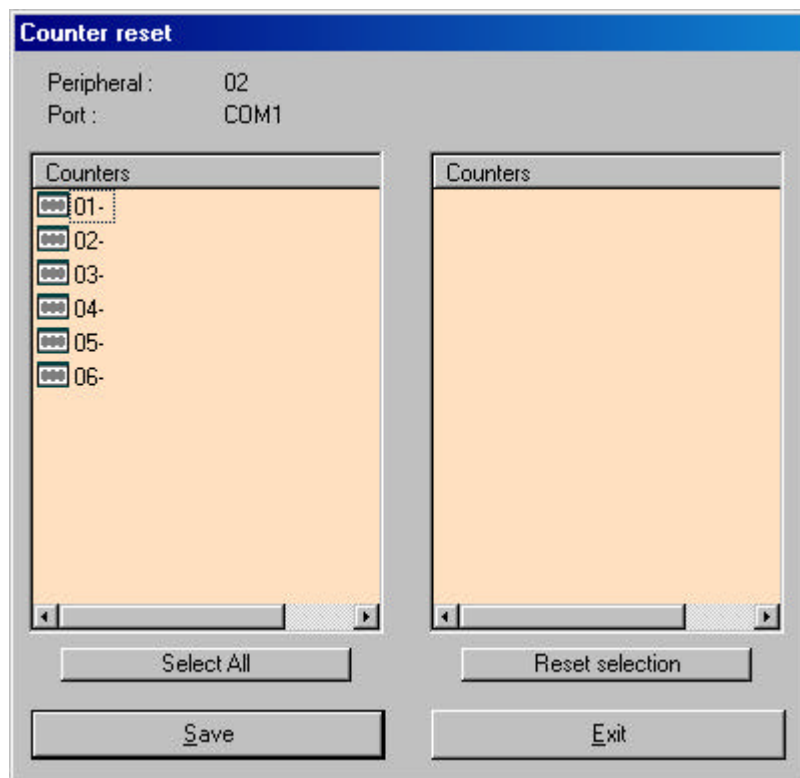 Counter reset
Peripheral : 02
Port : COM1
Counters
01-
02-
03-
04-
05-
06-
Counters
Select All
Reset selection
Save
Exit